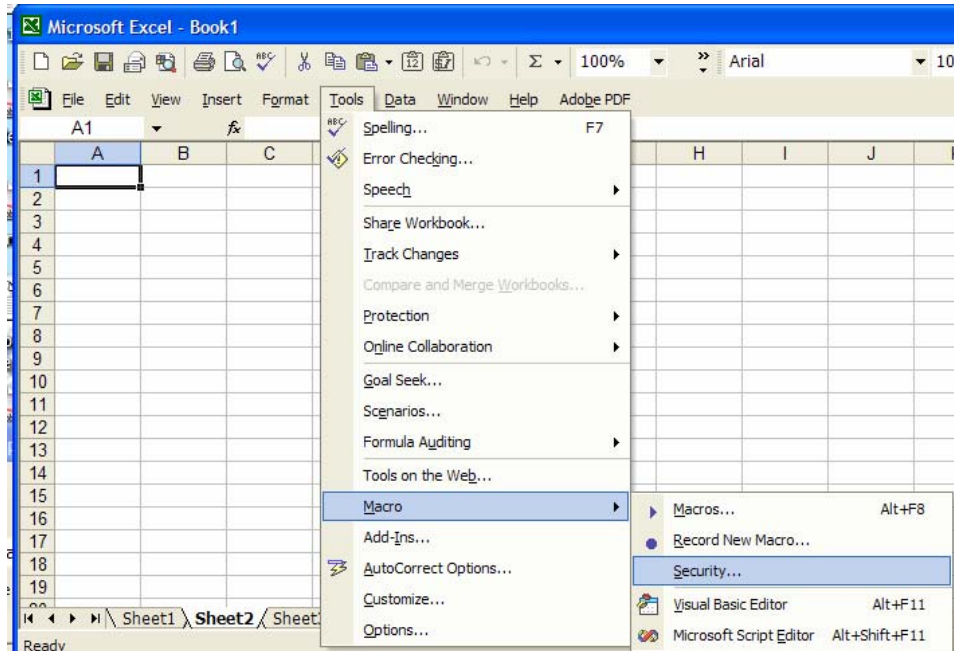 Microsoft Excel - Book1
ABC 12 Σ 100% » Arial 10
File Edit View Insert Format Tools Data Window Help Adobe PDF
A1 fx
A B C H I J
ABC Spelling... F7
Error Checking...
Speech
Share Workbook...
Track Changes
Compare and Merge Workbooks...
Protection
Online Collaboration
Goal Seek...
Scenarios...
Formula Auditing
Tools on the Web...
Macro
Add-Ins...
AutoCorrect Options...
Customize...
Options...
Macros... Alt+F8
Record New Macro...
Security...
Visual Basic Editor Alt+F11
Microsoft Script Editor Alt+Shift+F11
1
2
3
4
5
6
7
8
9
10
11
12
13
14
15
16
17
18
19
Sheet1 Sheet2 Sheet
Ready